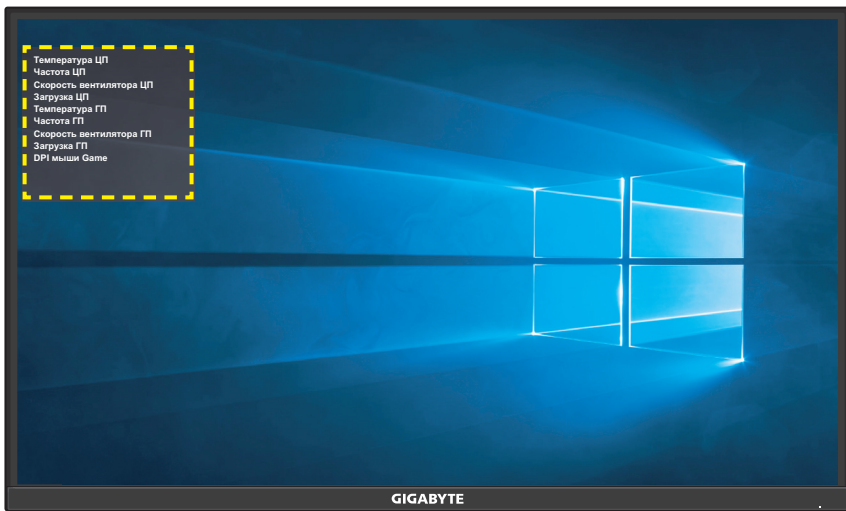 Температура ЦП
Частота ЦП
Скорость вентилятора ЦП
Загрузка ЦП
Температура ГП
Частота ГП
Скорость вентилятора ГП
Загрузка ГП
DPI мыши Game
GIGABYTE